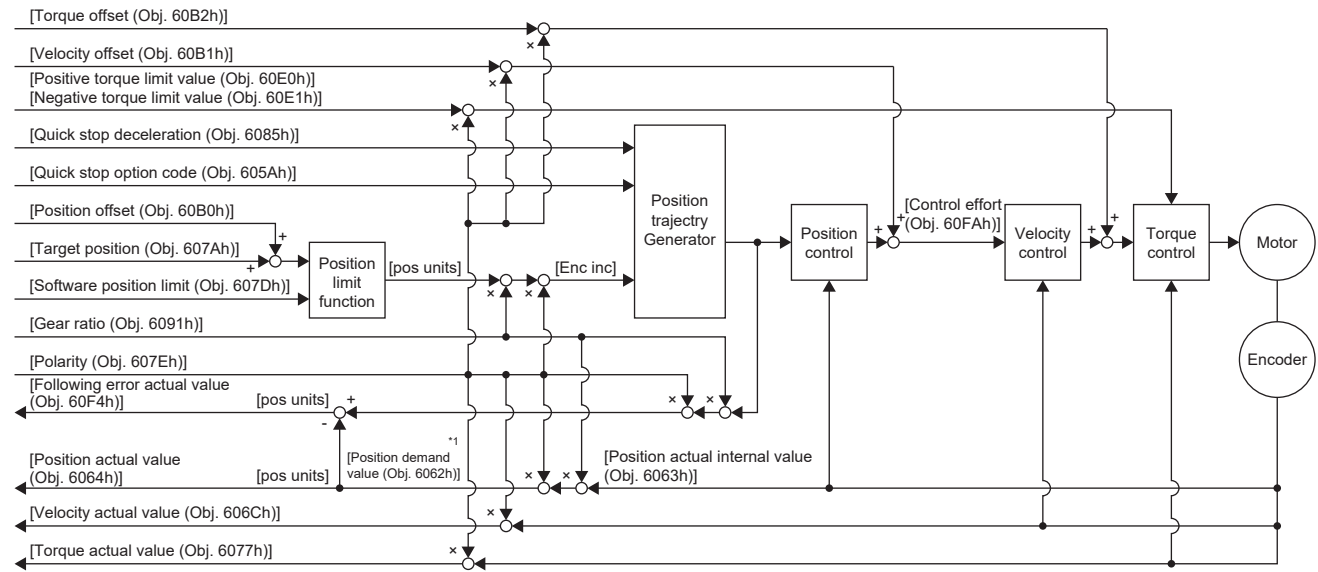 [Torque offset (Obj. 60B2h)]
[Velocity offset (Obj. 60B1h)]
[Positive torque limit value (Obj. 60E0h)]
[Negative torque limit value (Obj. 60E1h)]
[Quick stop deceleration (Obj. 6085h)]
[Quick stop option code (Obj. 605Ah)]
[Position offset (Obj. 60B0h)]
[Target position (Obj. 607Ah)]
[Software position limit (Obj. 607Dh)]
Position
limit
function
[pos units]
[Enc inc]
Position
trajectry
Generator
Position
control
[Control effort
(Obj. 60FAh)]
Velocity
control
Torque
control
Motor
Encoder
[Gear ratio (Obj. 6091h)]
[Polarity (Obj. 607Eh)]
[Following error actual value
(Obj. 60F4h)]
[pos units]
*1
[Position demand
value (Obj. 6062h)]
[Position actual internal value
(Obj. 6063h)]
[Position actual value
(Obj. 6064h)]
[pos units]
[Velocity actual value (Obj. 606Ch)]
[Torque actual value (Obj. 6077h)]